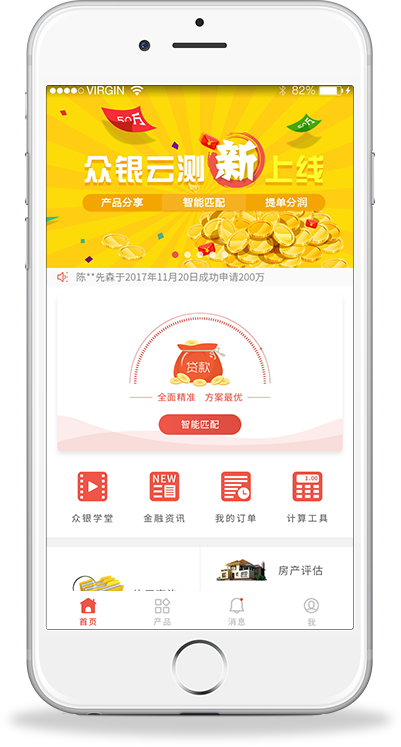 VIRGIN 82%
50万
众银云测 新 上线
产品分享 智能匹配 提单分润
陈**先森于2017年11月20日成功申请200万
贷款
全面精准 方案最优
智能匹配
NEW 1.00
众银学堂 金融资讯 我的订单 计算工具
房产评估
首页 产品 消息 我